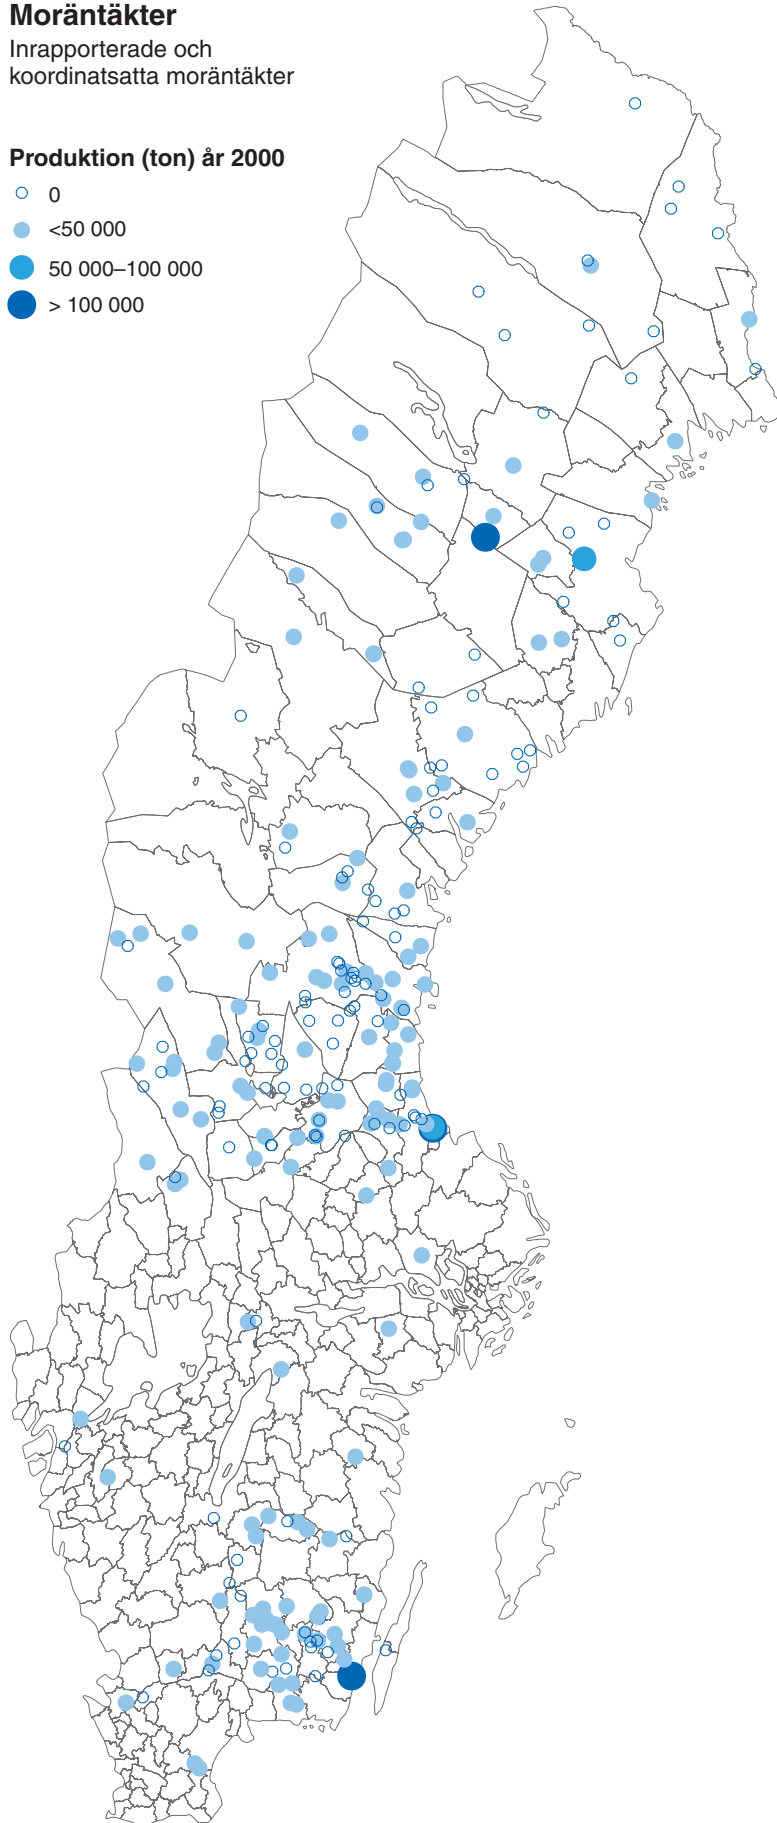 Moräntäkter
Inrapporterade och
koordinatsatta moräntäkter
Produktion (ton) år 2000
0
<50 000
50 000–100 000
> 100 000